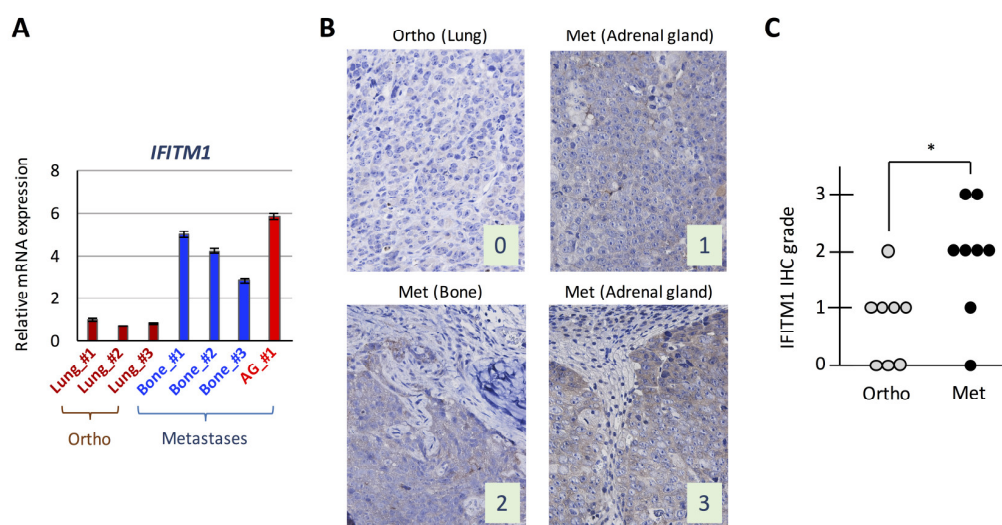 A
IFITM1
Relative mRNA expression
8
6
4
2
0
Lung_#1
Lung_#2
Lung_#3
Bone_#1
Bone_#2
Bone_#3
AG_#1
Ortho
Metastases
B
Ortho (Lung)
Met (Adrenal gland)
0
1
Met (Bone)
Met (Adrenal gland)
2
3
C
*
IFITM1 IHC grade
3
2
1
0
Ortho
Met